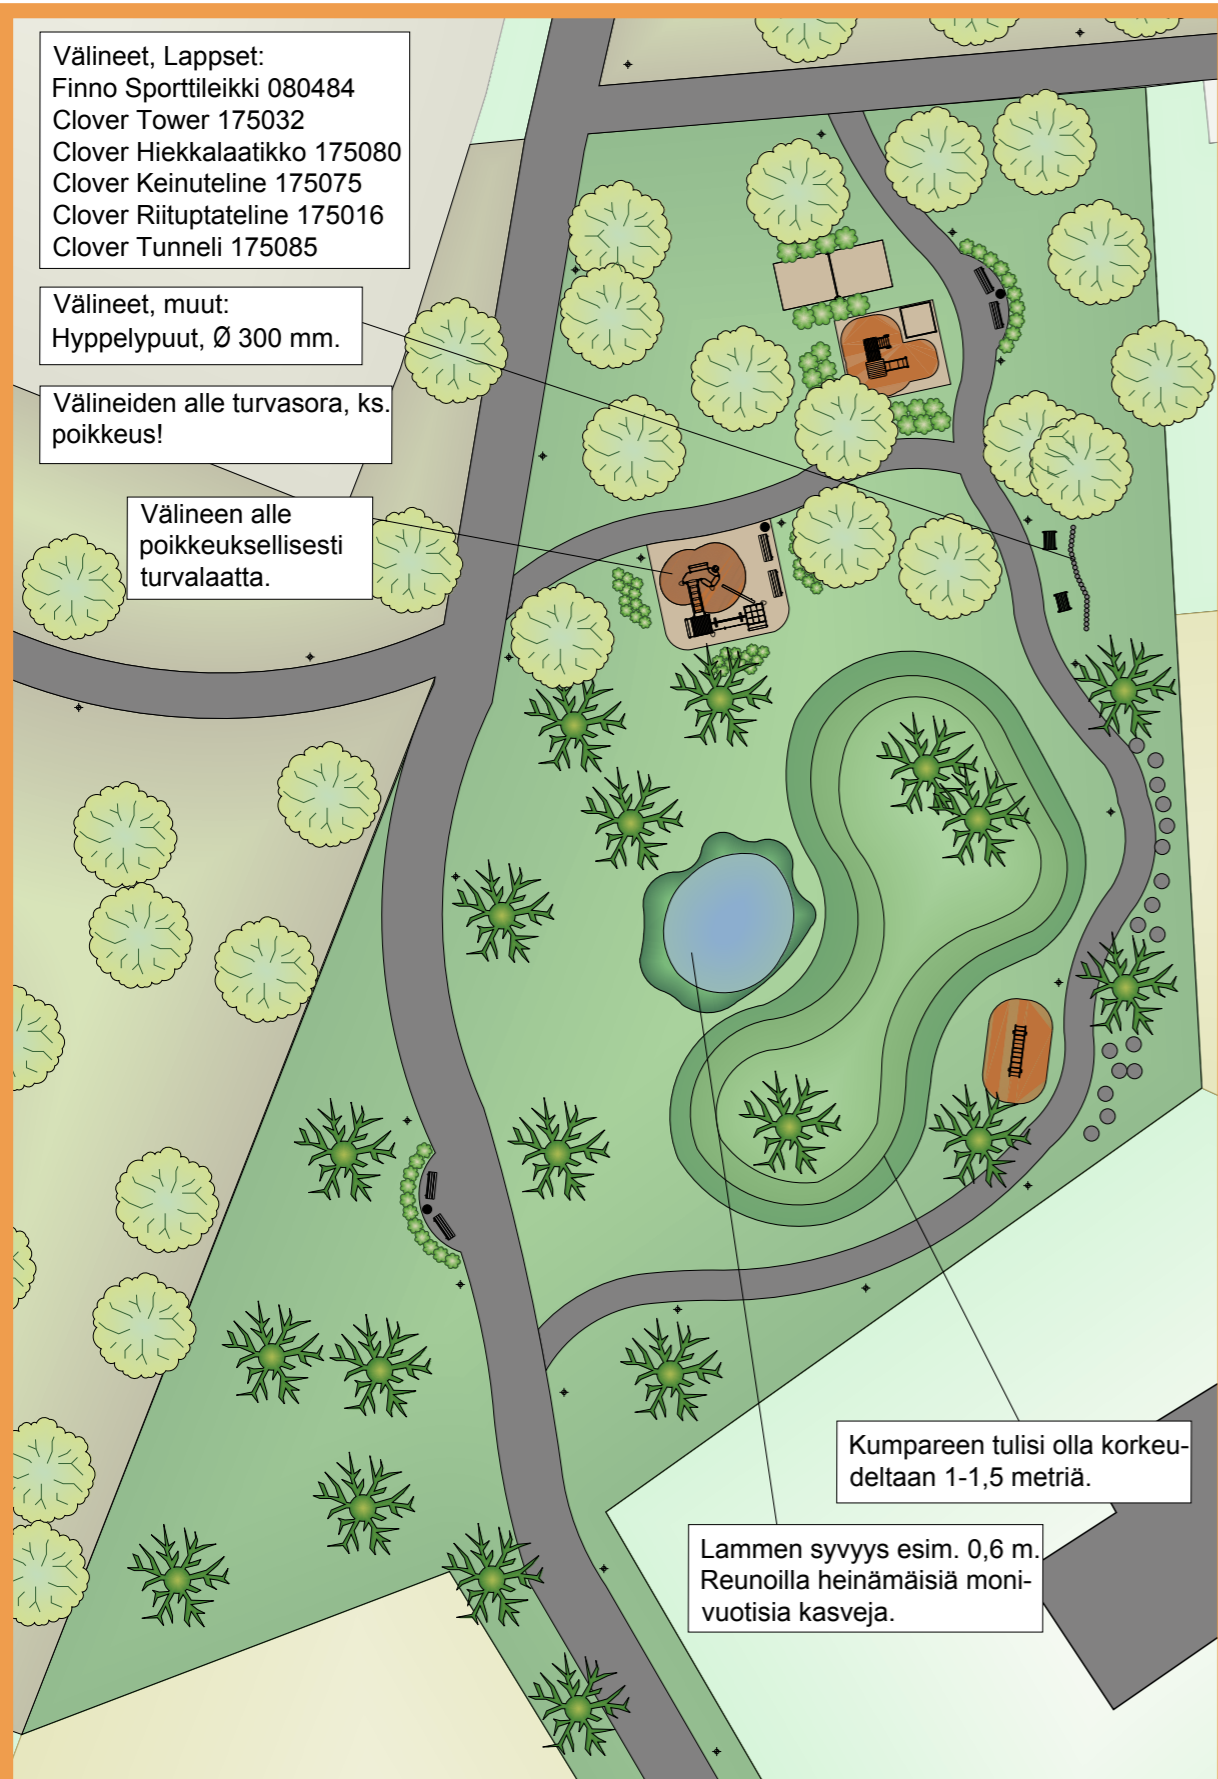 Välineet, Lappset:
Finno Sporttileikki 080484
Clover Tower 175032
Clover Hiekkalaatikko 175080
Clover Keinuteline 175075
Clover Riituptateline 175016
Clover Tunneli 175085
Välineet, muut:
Hyppelypuut, Ø 300 mm.
Välineiden alle turvasora, ks.
poikkeus!
Välineen alle
poikkeuksellisesti
turvalaatta.
Kumpareen tulisi olla korkeu-
deltaan 1-1,5 metriä.
Lammen syvyys esim. 0,6 m.
Reunoilla heinämäisiä moni-
vuotisia kasveja.